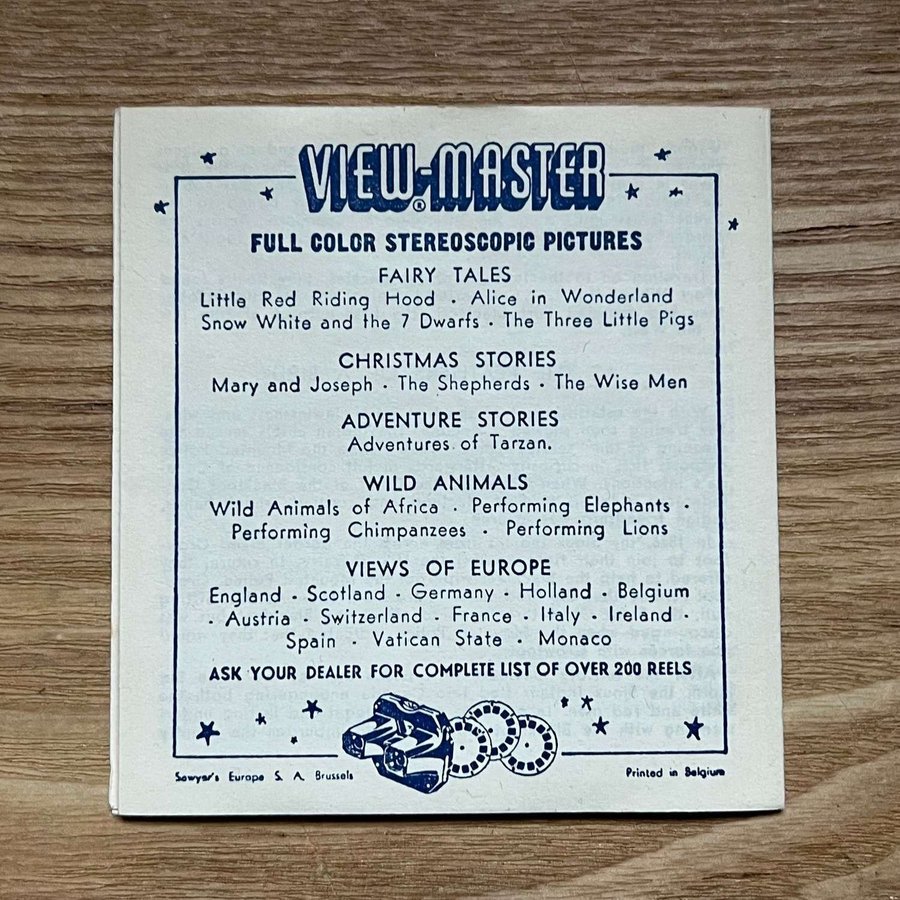 VIEW-MASTER®
FULL COLOR STEREOSCOPIC PICTURES
FAIRY TALES
Little Red Riding Hood · Alice in Wonderland
Snow White and the 7 Dwarfs · The Three Little Pigs
CHRISTMAS STORIES
Mary and Joseph · The Shepherds · The Wise Men
ADVENTURE STORIES
Adventures of Tarzan.
WILD ANIMALS
Wild Animals of Africa · Performing Elephants ·
Performing Chimpanzees · Performing Lions
VIEWS OF EUROPE
England · Scotland · Germany · Holland · Belgium
· Austria · Switzerland · France · Italy · Ireland ·
Spain · Vatican State · Monaco
ASK YOUR DEALER FOR COMPLETE LIST OF OVER 200 REELS
Sawyer's Europe S. A. Brussels
Printed in Belgium